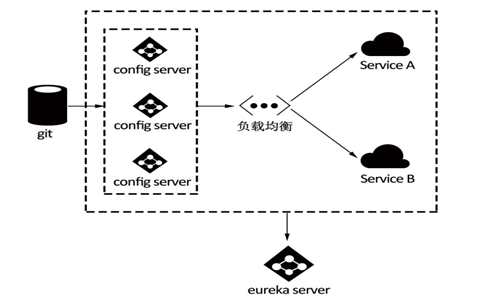 config server
Service A
git
config server
负载均衡
config server
Service B
eureka server